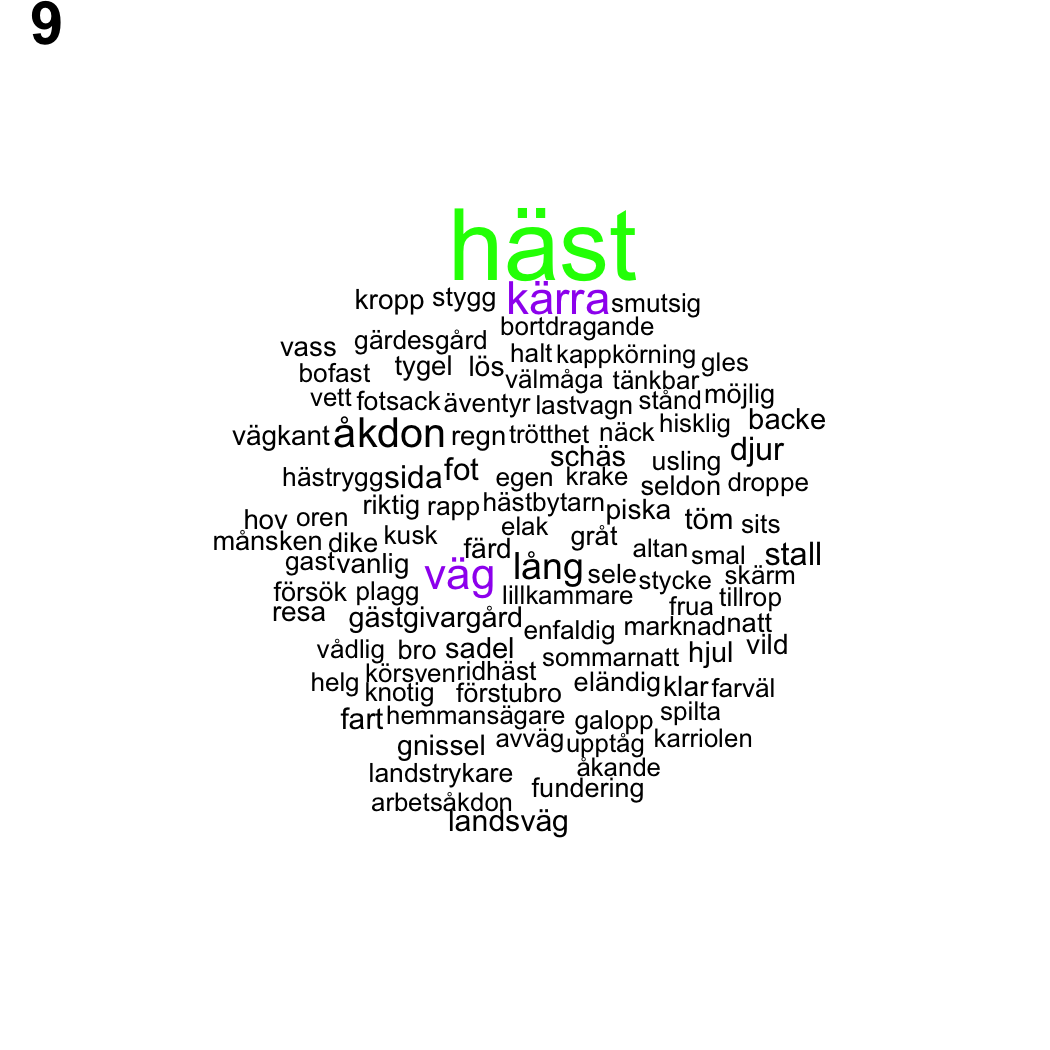 9
häst
kropp stygg kärra smutsig
bortdragande
vass gärdesgård halt kappkörning gles
bofast tygel lös välmåga tänkbar
vett fotsack äventyr lastvagn stånd möjlig
vägkant åkdon regn trötthet näck hisklig backe
schäs usling djur
hästrygg sida fot egen krake seldon droppe
riktig rapp hästbytarn piska
hov oren elak töm sits
månsken dike kusk gråt
färd altan smal stall
gast vanlig väg lång sele stycke skärm
försök plagg lillkammare frua tillrop
resa gästgivargård enfaldig marknad natt
vådlig bro sadel sommarnatt hjul vild
helg körsven ridhäst eländig klar farväl
knotig förstubro
fart hemmansägare galopp spilta
gnissel avväg upptåg karriolen
landstrykare åkande
arbetsåkdon fundering
landsväg